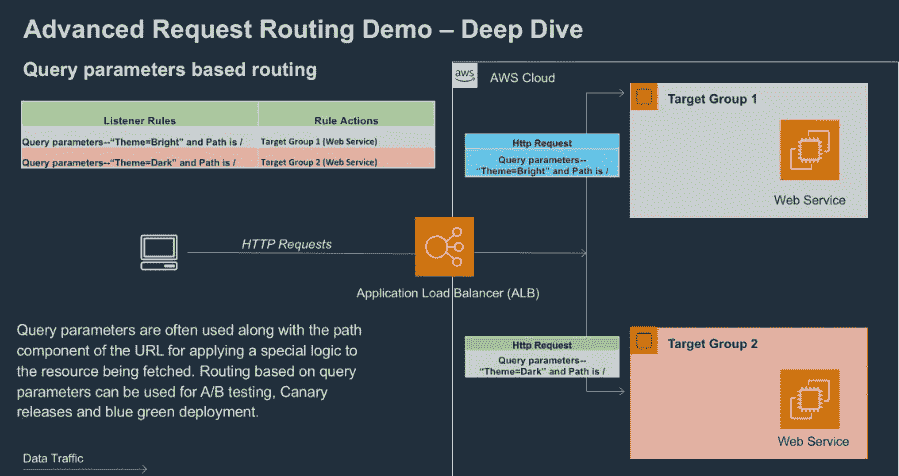 Advanced Request Routing Demo – Deep Dive
Query parameters based routing
aws
AWS Cloud
Listener Rules
Rule Actions
Query parameters--“Theme=Bright” and Path is /
Target Group 1 (Web Service)
Query parameters--“Theme=Dark” and Path is /
Target Group 2 (Web Service)
Http Request
Query parameters--
“Theme=Bright” and Path is /
Target Group 1
Web Service
HTTP Requests
Application Load Balancer (ALB)
Query parameters are often used along with the path
component of the URL for applying a special logic to
the resource being fetched. Routing based on query
parameters can be used for A/B testing, Canary
releases and blue green deployment.
Http Request
Query parameters--
“Theme=Dark” and Path is /
Target Group 2
Web Service
Data Traffic